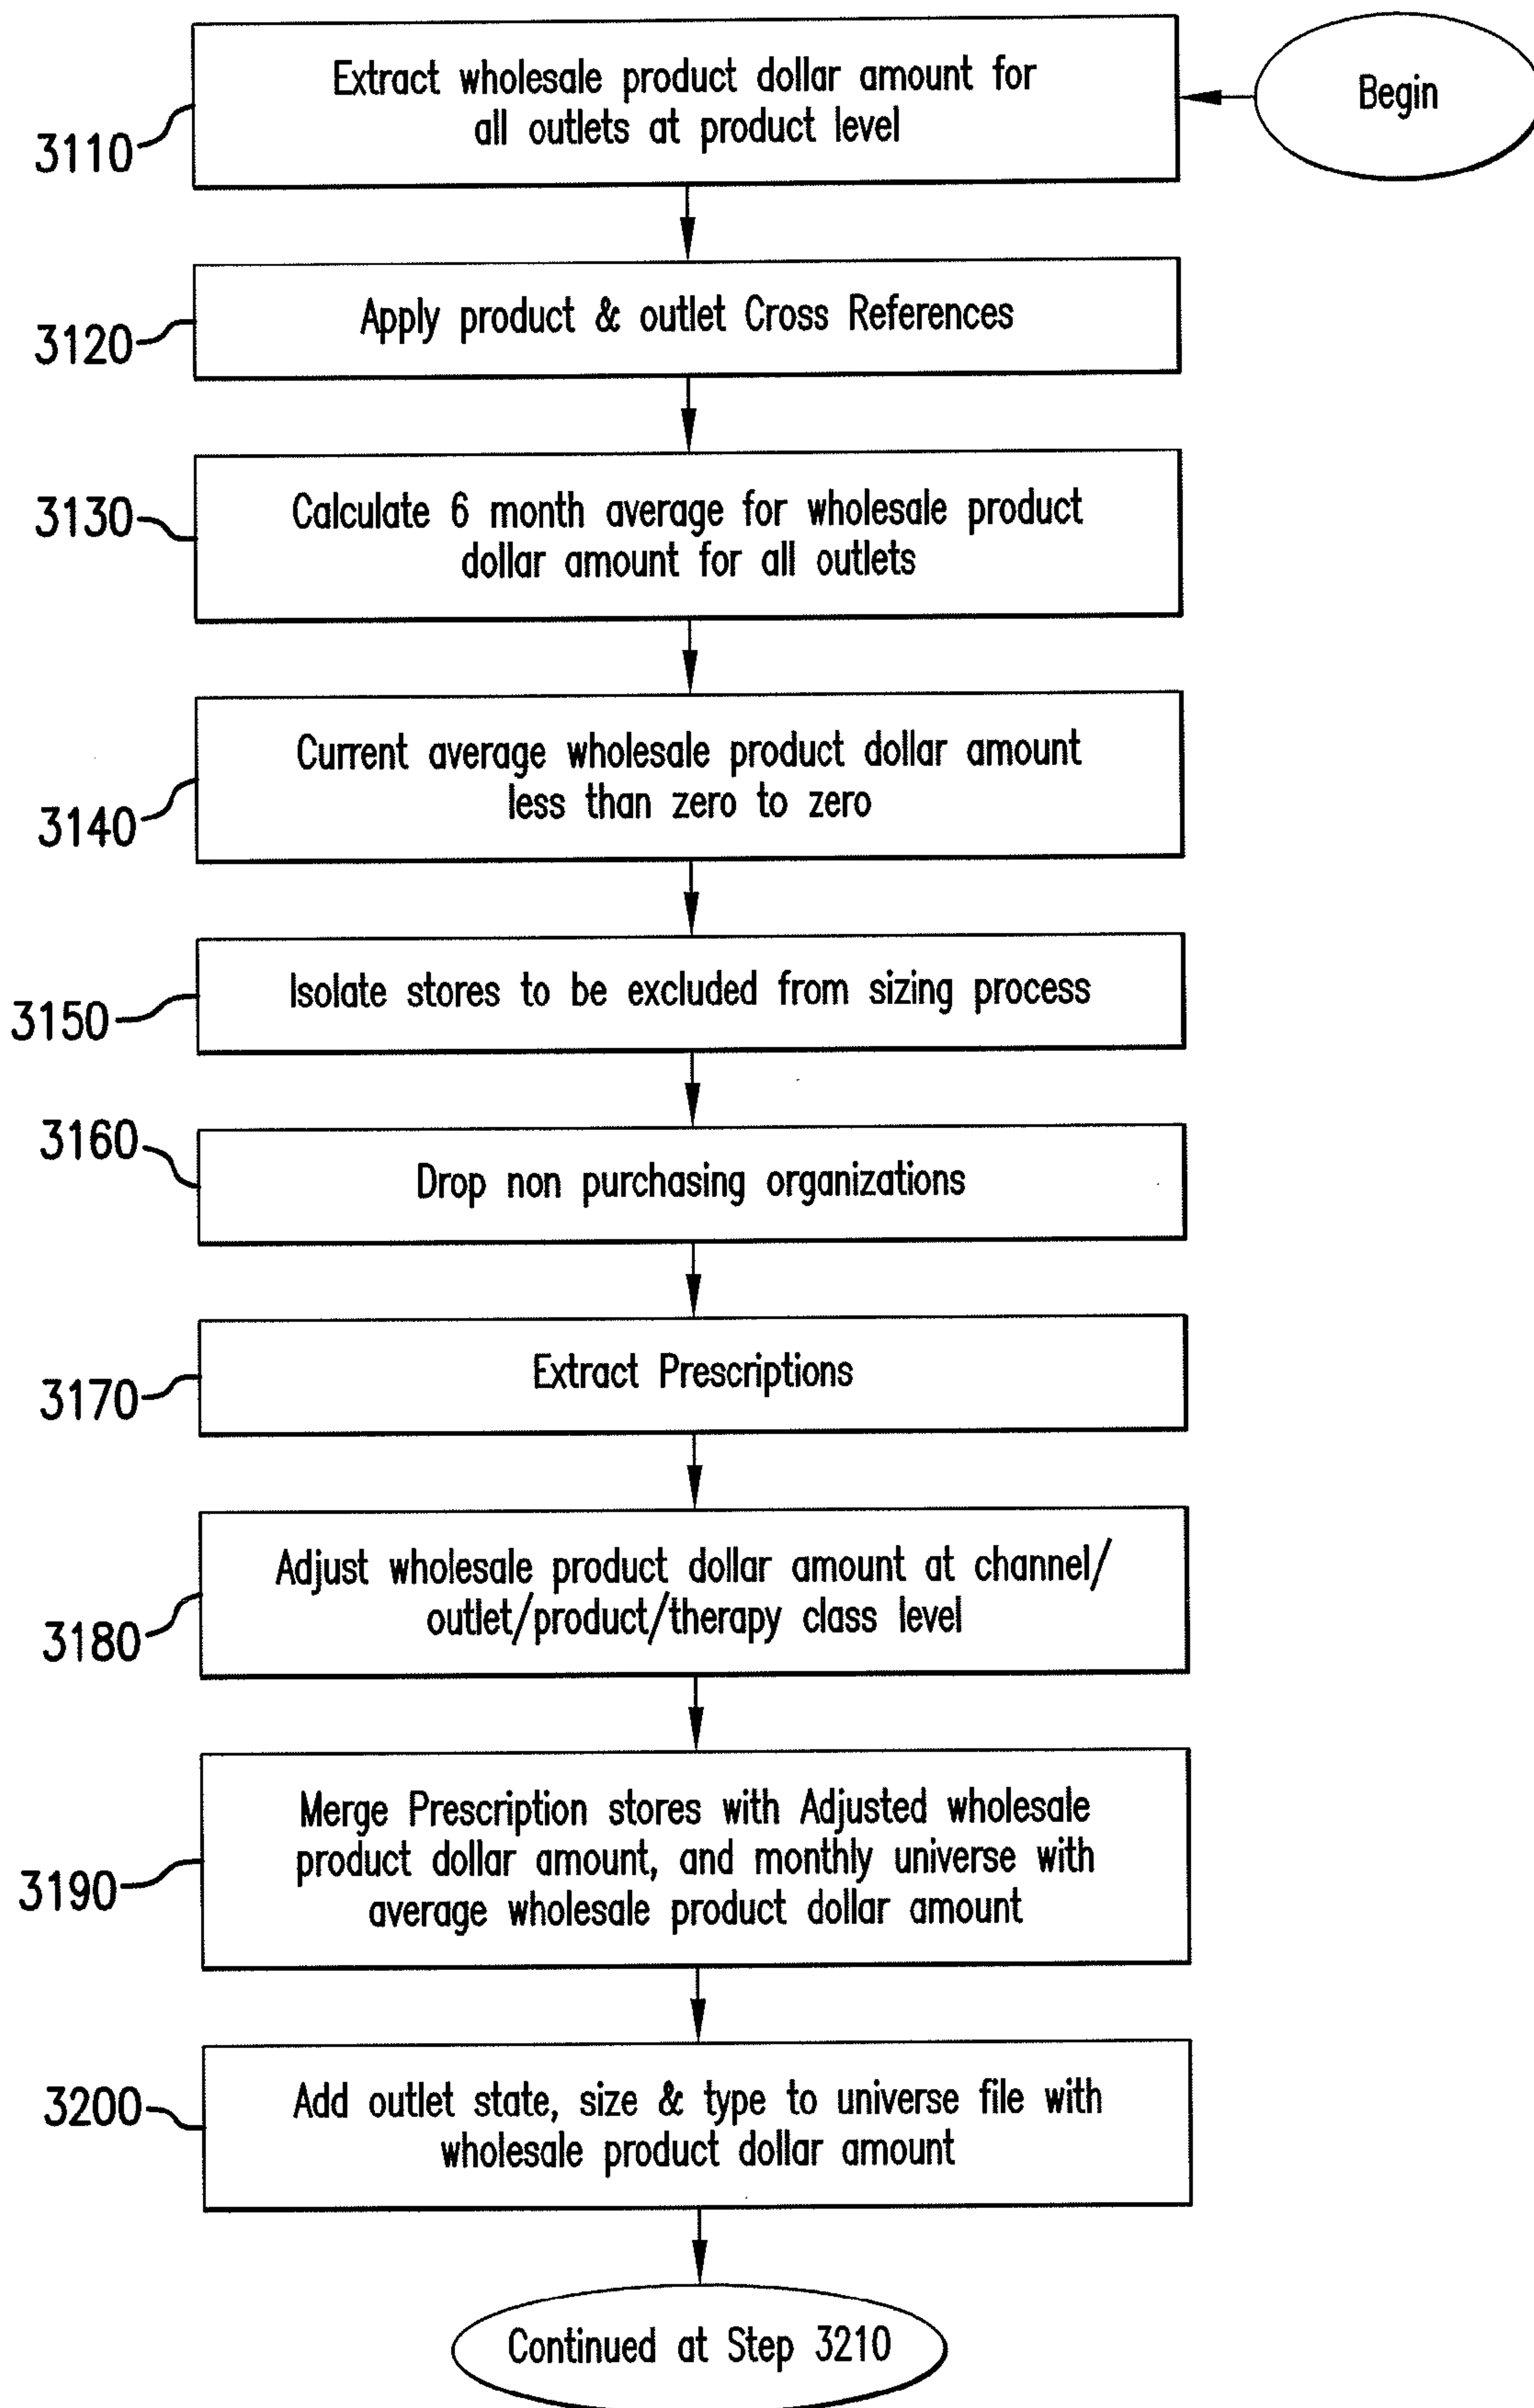 Begin
Extract wholesale product dollar amount for
all outlets at product level
3110
Apply product & outlet Cross References
3120
Calculate 6 month average for wholesale product
dollar amount for all outlets
3130
Current average wholesale product dollar amount
less than zero to zero
3140
Isolate stores to be excluded from sizing process
3150
Drop non purchasing organizations
3160
Extract Prescriptions
3170
Adjust wholesale product dollar amount at channel/
outlet/product/therapy class level
3180
Merge Prescription stores with Adjusted wholesale
product dollar amount, and monthly universe with
average wholesale product dollar amount
3190
Add outlet state, size & type to universe file with
wholesale product dollar amount
3200
Continued at Step 3210